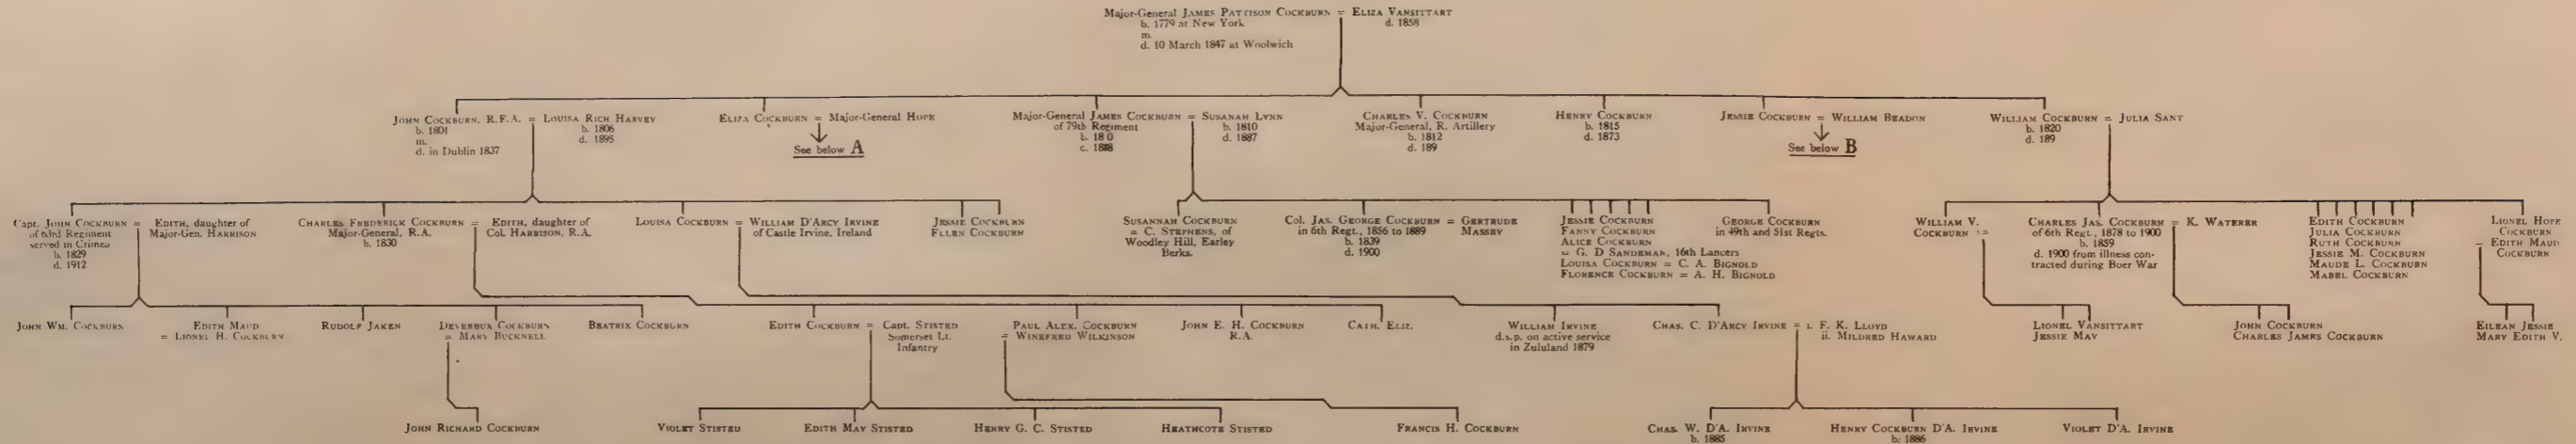 Major-General JAMES PATTISON COCKBURN = ELIZA VANSITTART
b. 1779 at New York
d. 1858
m.
d. 10 March 1847 at Woolwich
JOHN COCKBURN, R.F.A. = LOUISA RICH HARVEY
b. 1801
b. 1806
m.
d. 1895
d. in Dublin 1837
ELIZA COCKBURN = Major-General HOPE
See below A
Major-General JAMES COCKBURN = SUSANAH LYNN
of 79th Regiment
b. 1810
b. 18 0
d. 1887
c. 1888
CHARLES V. COCKBURN
Major-General, R. Artillery
b. 1812
d. 189
HENRY COCKBURN
b. 1815
d. 1873
JESSIE COCKBURN = WILLIAM BEADON
See below B
WILLIAM COCKBURN = JULIA SANT
b. 1820
d. 189
Capt. JOHN COCKBURN =
of 63rd Regiment
served in Crimea
b. 1829
d. 1912
EDITH, daughter of
Major-Gen. HARRISON
CHARLES FREDERICK COCKBURN =
Major-General, R.A.
b. 1830
EDITH, daughter of
Col. HARRISON, R.A.
LOUISA COCKBURN = WILLIAM D'ARCY IRVINE
of Castle Irvine, Ireland
JESSIE COCKBURN
ELLEN COCKBURN
SUSANNAH COCKBURN
= C. STEPHENS, of
Woodley Hill, Earley
Berks.
Col. JAS. GEORGE COCKBURN = GERTRUDE
in 6th Regt., 1856 to 1889
MASSEY
b. 1839
d. 1900
JESSIE COCKBURN
FANNY COCKBURN
ALICE COCKBURN
= G. D SANDEMAN, 16th Lancers
LOUISA COCKBURN = C. A. BIGNOLD
FLORENCE COCKBURN = A. H. BIGNOLD
GEORGE COCKBURN
in 49th and 51st Regts.
WILLIAM V.
COCKBURN =
CHARLES JAS. COCKBURN = K. WATERER
of 6th Regt., 1878 to 1900
b. 1859
d. 1900 from illness con-
tracted during Boer War
EDITH COCKBURN
JULIA COCKBURN
RUTH COCKBURN
JESSIE M. COCKBURN
MAUDE L. COCKBURN
MABEL COCKBURN
LIONEL HOPE
COCKBURN
= EDITH MAUD
COCKBURN
JOHN WM. COCKBURN
EDITH MAUD
= LIONEL H. COCKBURN
RUDOLF JAKEN
DEVEREUX COCKBURN
= MARY BUCKNELL
BEATRIX COCKBURN
EDITH COCKBURN =
Capt. STISTED
Somerset Lt.
Infantry
PAUL ALEX. COCKBURN
= WINEFRED WILKINSON
JOHN E. H. COCKBURN
R.A.
CATH. ELIZ.
WILLIAM IRVINE
d.s.p. on active service
in Zululand 1879
CHAS. C. D'ARCY IRVINE = i. F. K. LLOYD
ii. MILDRED HAWARD
LIONEL VANSITTART
JESSIE MAY
JOHN COCKBURN
CHARLES JAMES COCKBURN
EILEAN JESSIE
MARY EDITH V.
JOHN RICHARD COCKBURN
VIOLET STISTED
EDITH MAY STISTED
HENRY G. C. STISTED
HEATHCOTE STISTED
FRANCIS H. COCKBURN
CHAS. W. D'A. IRVINE
b. 1885
HENRY COCKBURN D'A. IRVINE
b. 1886
VIOLET D'A. IRVINE